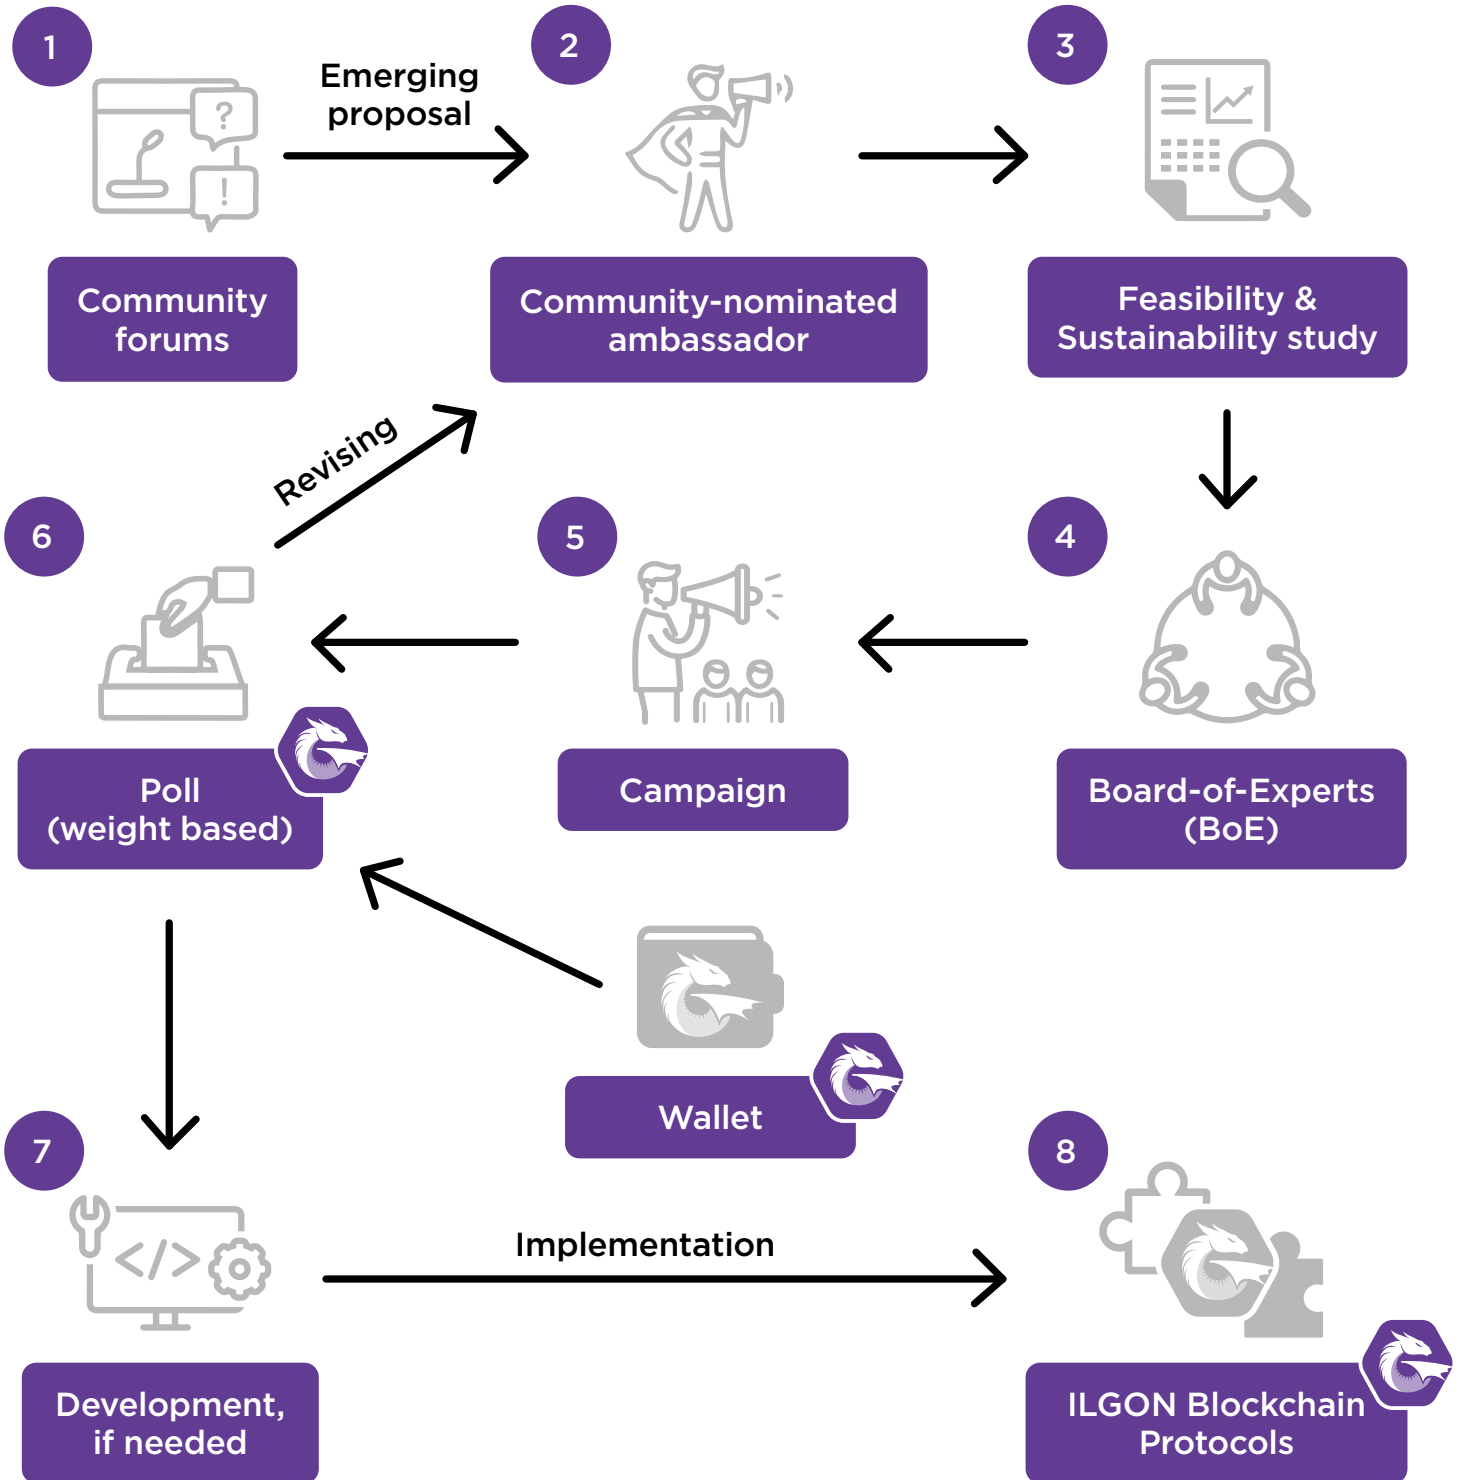 1
Emerging
proposal
2
3
?
!
Community
forums
Community-nominated
ambassador
Feasibility &
Sustainability study
Revising
6
5
4
Poll
(weight based)
Campaign
Board-of-Experts
(BoE)
Wallet
7
</>
Implementation
8
Development,
if needed
ILGON Blockchain
Protocols